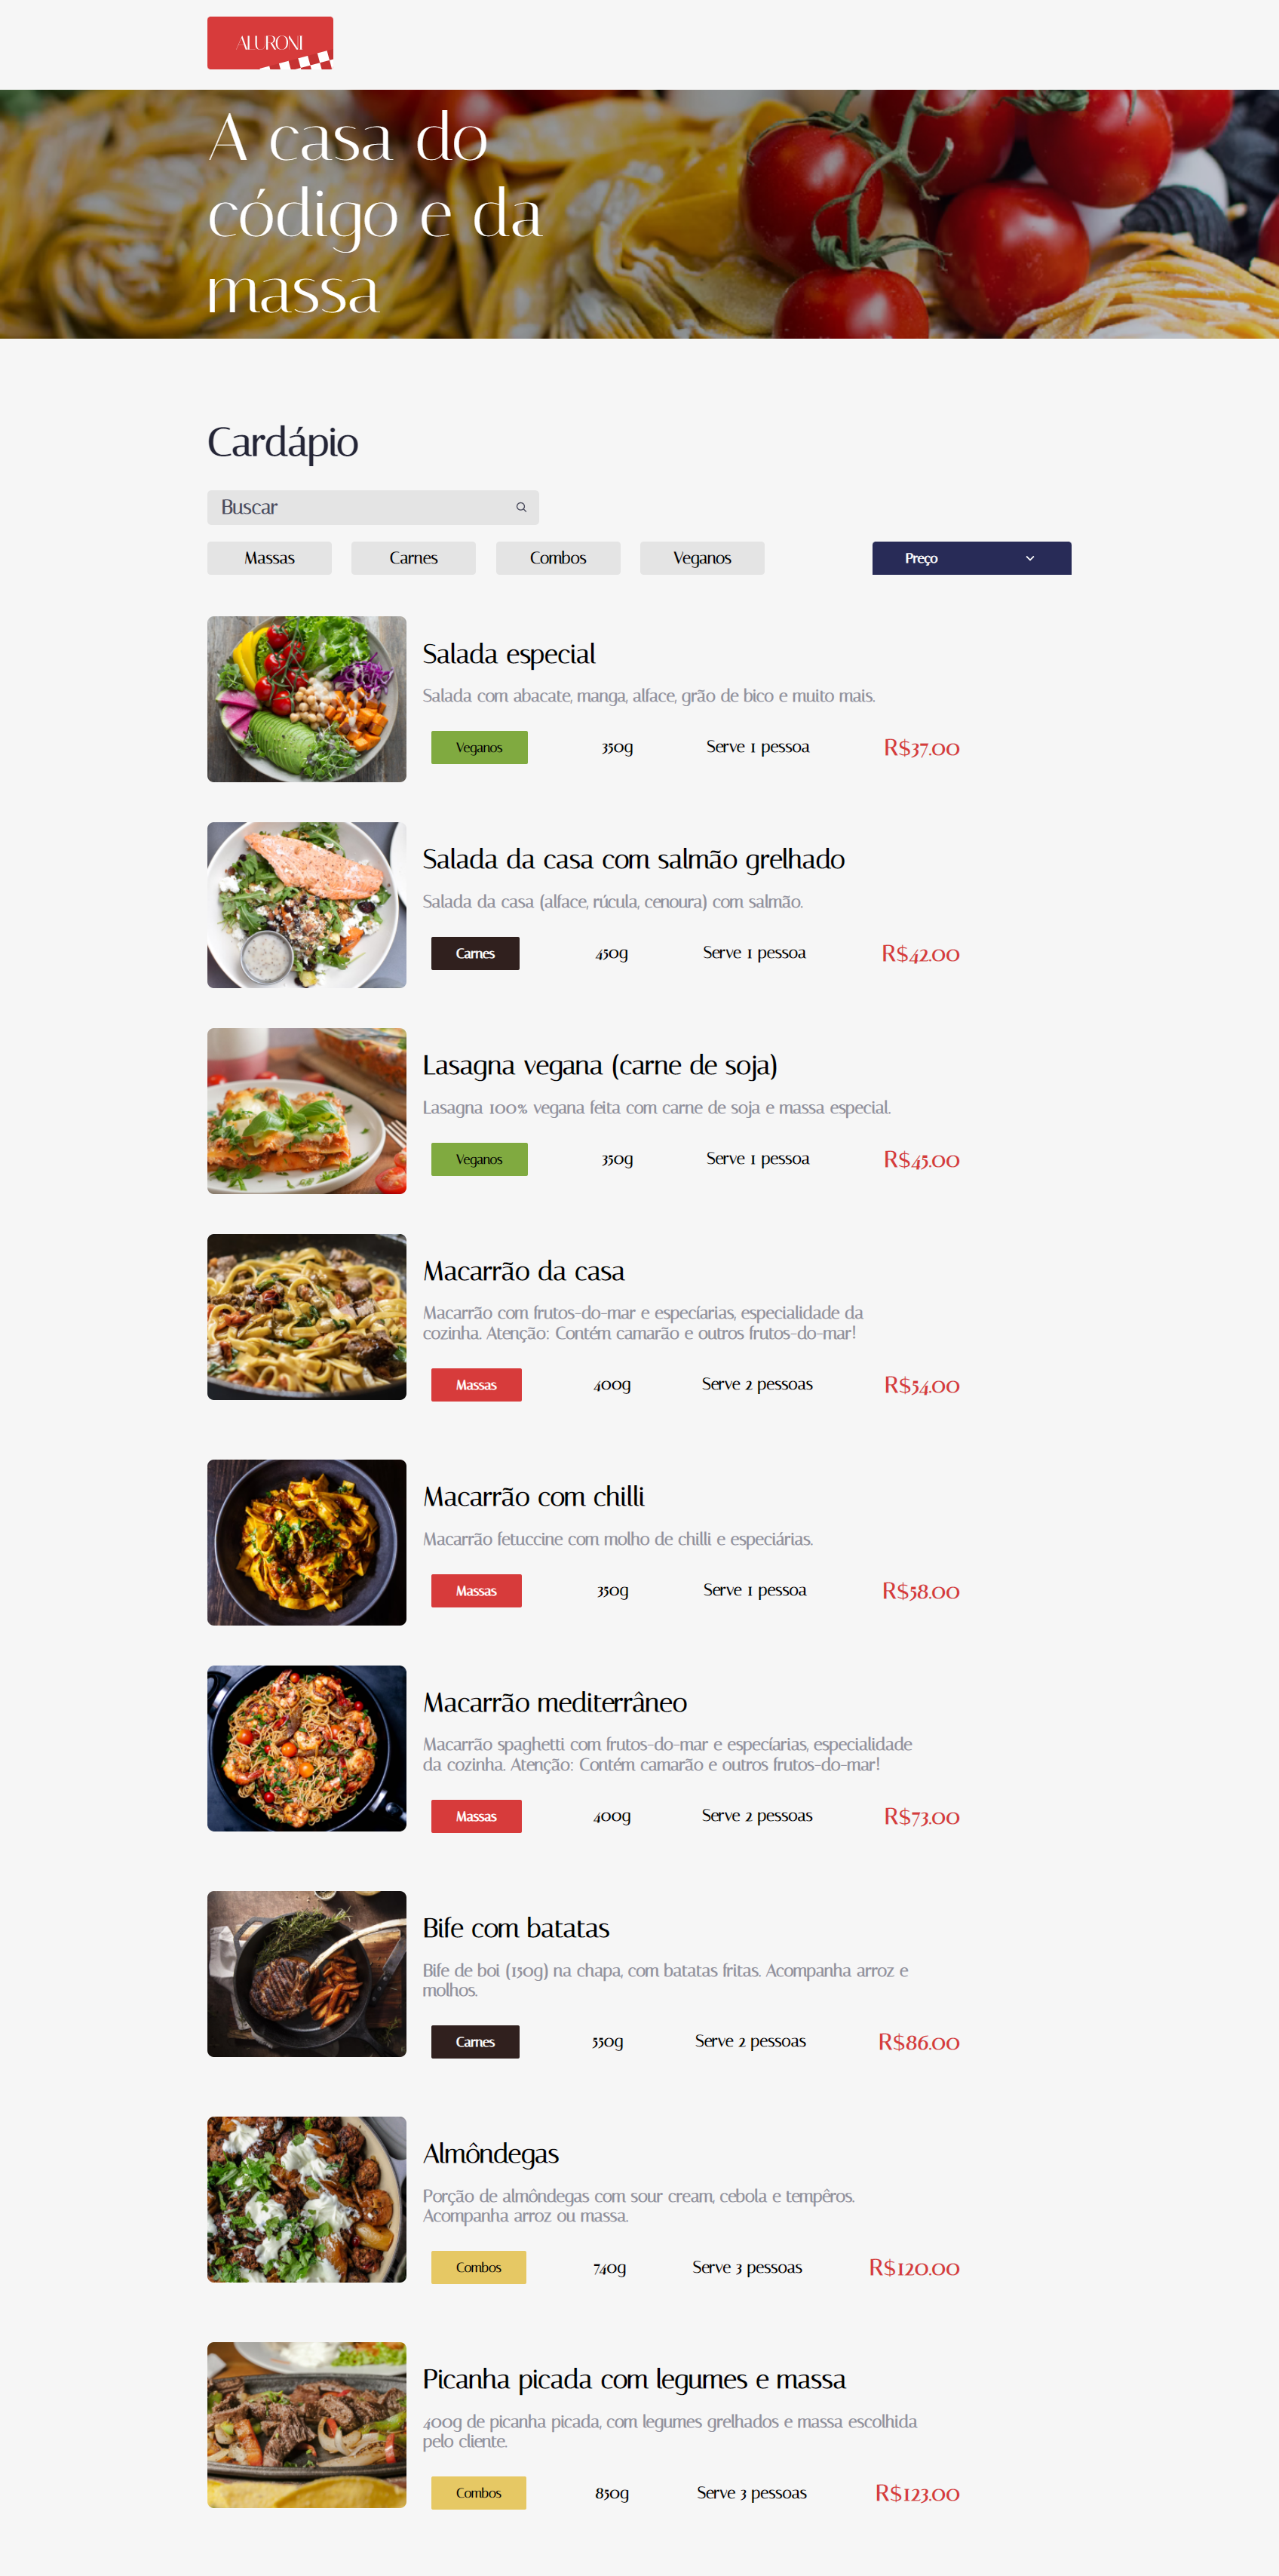 ALURONI
A casa do
código e da
massa
Cardápio
Buscar
Massas Carnes Combos Veganos Preço
Salada especial
Salada com abacate, manga, alface, grão de bico e muito mais.
Veganos 350g Serve 1 pessoa R$37.00
Salada da casa com salmão grelhado
Salada da casa (alface, rúcula, cenoura) com salmão.
Carnes 450g Serve 1 pessoa R$42.00
Lasagna vegana (carne de soja)
Lasagna 100% vegana feita com carne de soja e massa especial.
Veganos 350g Serve 1 pessoa R$45.00
Macarrão da casa
Macarrão com frutos-do-mar e especíarias, especialidade da
cozinha. Atenção: Contém camarão e outros frutos-do-mar!
Massas 400g Serve 2 pessoas R$54.00
Macarrão com chilli
Macarrão fetuccine com molho de chilli e especiárias.
Massas 350g Serve 1 pessoa R$58.00
Macarrão mediterrâneo
Macarrão spaghetti com frutos-do-mar e especíarias, especialidade
da cozinha. Atenção: Contém camarão e outros frutos-do-mar!
Massas 400g Serve 2 pessoas R$73.00
Bife com batatas
Bife de boi (150g) na chapa, com batatas fritas. Acompanha arroz e
molhos.
Carnes 550g Serve 2 pessoas R$86.00
Almôndegas
Porção de almôndegas com sour cream, cebola e tempêros.
Acompanha arroz ou massa.
Combos 740g Serve 3 pessoas R$120.00
Picanha picada com legumes e massa
400g de picanha picada, com legumes grelhados e massa escolhida
pelo cliente.
Combos 850g Serve 3 pessoas R$123.00